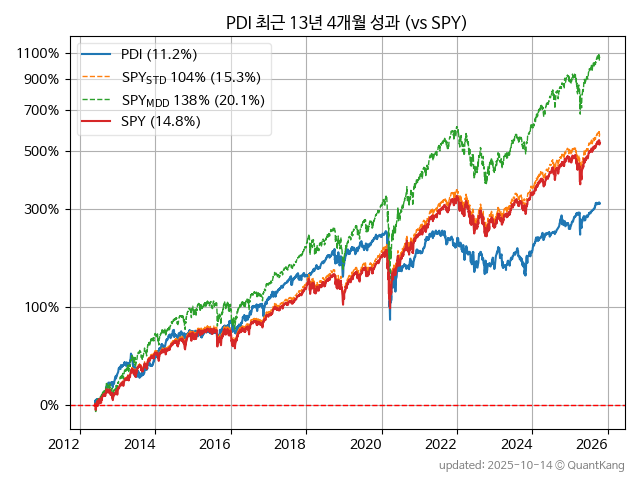 PDI 최근 13년 4개월 성과 (vs SPY)
PDI (11.2%)
SPY_STD 104% (15.3%)
SPY_MDD 138% (20.1%)
SPY (14.8%)
1100%
900%
700%
500%
300%
100%
0%
2012 2014 2016 2018 2020 2022 2024 2026
updated: 2025-10-14 © QuantKang